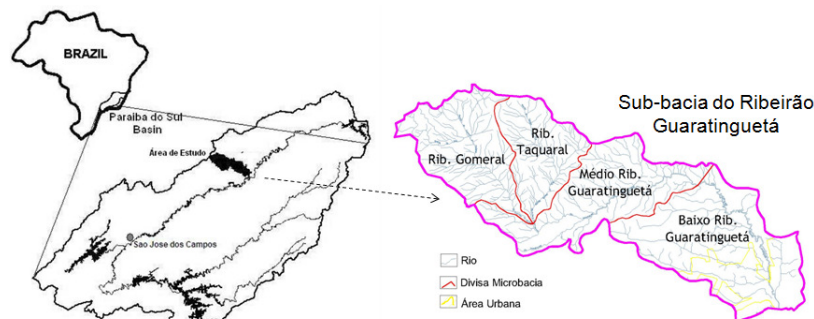 BRAZIL
Paraiba do Sul
Basin
Área de Estudo
Sao Jose dos Campos
Sub-bacia do Ribeirão
Guaratinguetá
Rib. Gomeral
Rib.
Taquaral
Médio Rib.
Guaratinguetá
Baixo Rib.
Guaratinguetá
Rio
Divisa Microbacia
Área Urbana